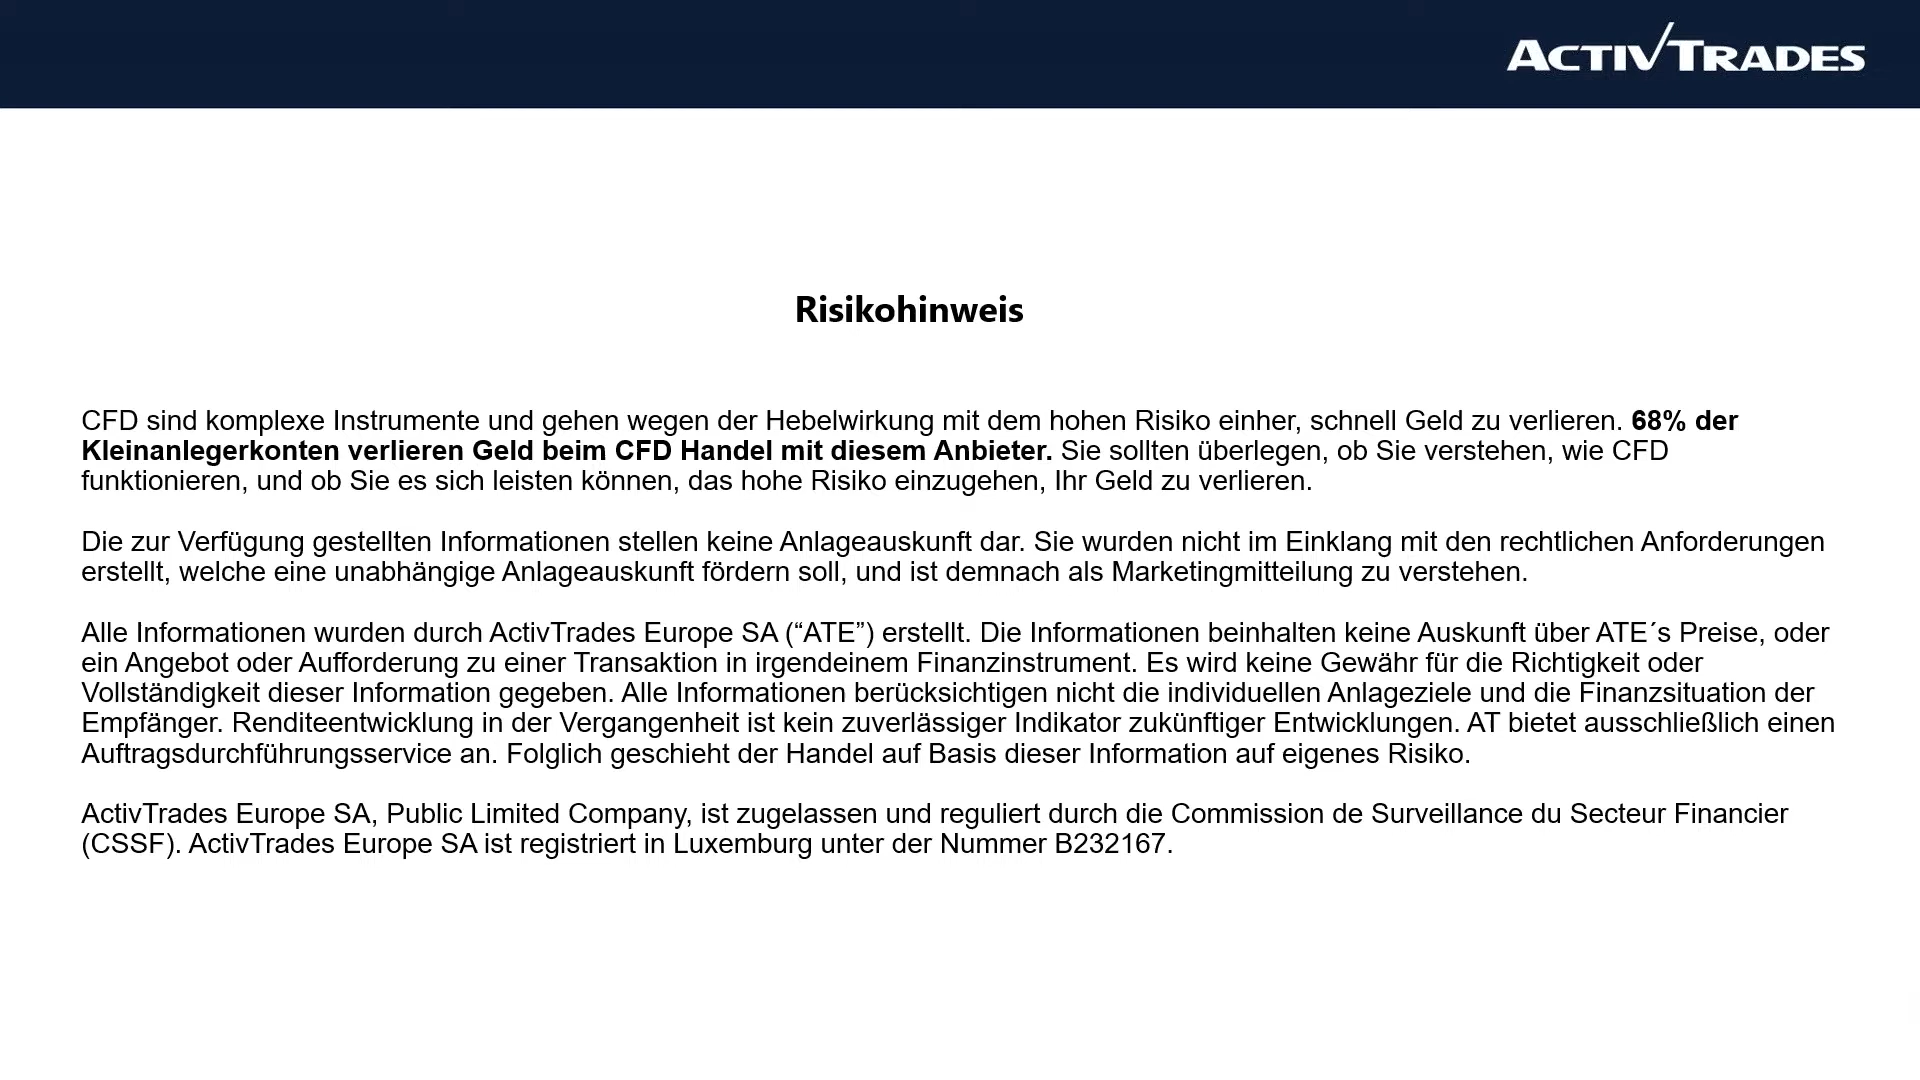 ACTIVTRADES
Risikohinweis
CFD sind komplexe Instrumente und gehen wegen der Hebelwirkung mit dem hohen Risiko einher, schnell Geld zu verlieren. 68% der
Kleinanlegerkonten verlieren Geld beim CFD Handel mit diesem Anbieter. Sie sollten überlegen, ob Sie verstehen, wie CFD
funktionieren, und ob Sie es sich leisten können, das hohe Risiko einzugehen, Ihr Geld zu verlieren.
Die zur Verfügung gestellten Informationen stellen keine Anlageauskunft dar. Sie wurden nicht im Einklang mit den rechtlichen Anforderungen
erstellt, welche eine unabhängige Anlageauskunft fördern soll, und ist demnach als Marketingmitteilung zu verstehen.
Alle Informationen wurden durch ActivTrades Europe SA (“ATE”) erstellt. Die Informationen beinhalten keine Auskunft über ATE´s Preise, oder
ein Angebot oder Aufforderung zu einer Transaktion in irgendeinem Finanzinstrument. Es wird keine Gewähr für die Richtigkeit oder
Vollständigkeit dieser Information gegeben. Alle Informationen berücksichtigen nicht die individuellen Anlageziele und die Finanzsituation der
Empfänger. Renditeentwicklung in der Vergangenheit ist kein zuverlässiger Indikator zukünftiger Entwicklungen. AT bietet ausschließlich einen
Auftragsdurchführungsservice an. Folglich geschieht der Handel auf Basis dieser Information auf eigenes Risiko.
ActivTrades Europe SA, Public Limited Company, ist zugelassen und reguliert durch die Commission de Surveillance du Secteur Financier
(CSSF). ActivTrades Europe SA ist registriert in Luxemburg unter der Nummer B232167.